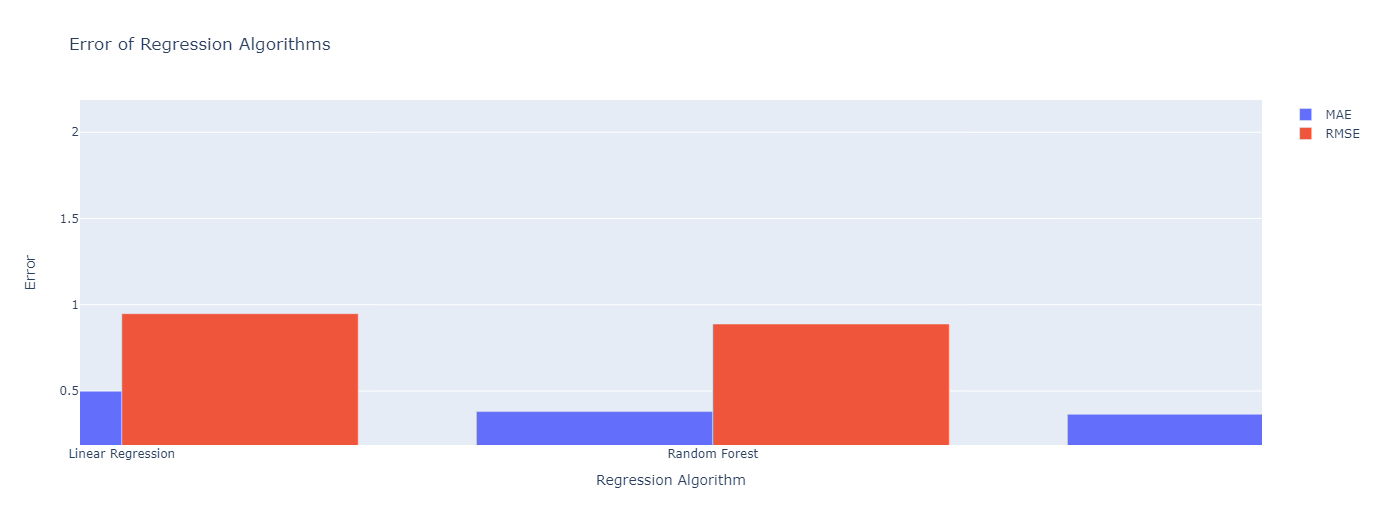 Error of Regression Algorithms
MAE
RMSE
2
1.5
1
0.5
Error
Linear Regression
Random Forest
Regression Algorithm